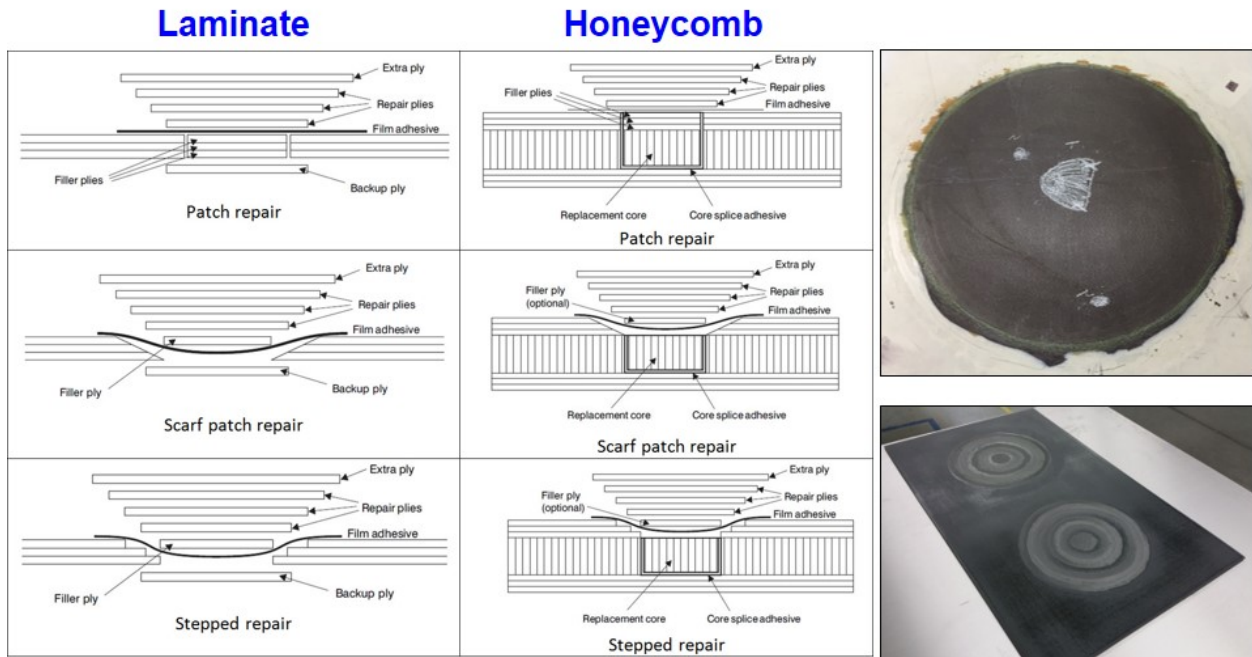 Laminate
Honeycomb
Extra ply
Repair plies
Film adhesive
Filler plies
Backup ply
Patch repair
Filler plies
Extra ply
Repair plies
Film adhesive
Replacement core
Core splice adhesive
Patch repair
Extra ply
Repair plies
Film adhesive
Filler ply
Backup ply
Scarf patch repair
Extra ply
Filler ply
(optional)
Repair plies
Film adhesive
Replacement core
Core splice adhesive
Scarf patch repair
Extra ply
Repair plies
Film adhesive
Filler ply
Backup ply
Stepped repair
Extra ply
Filler ply
(optional)
Repair plies
Film adhesive
Replacement core
Core splice adhesive
Stepped repair